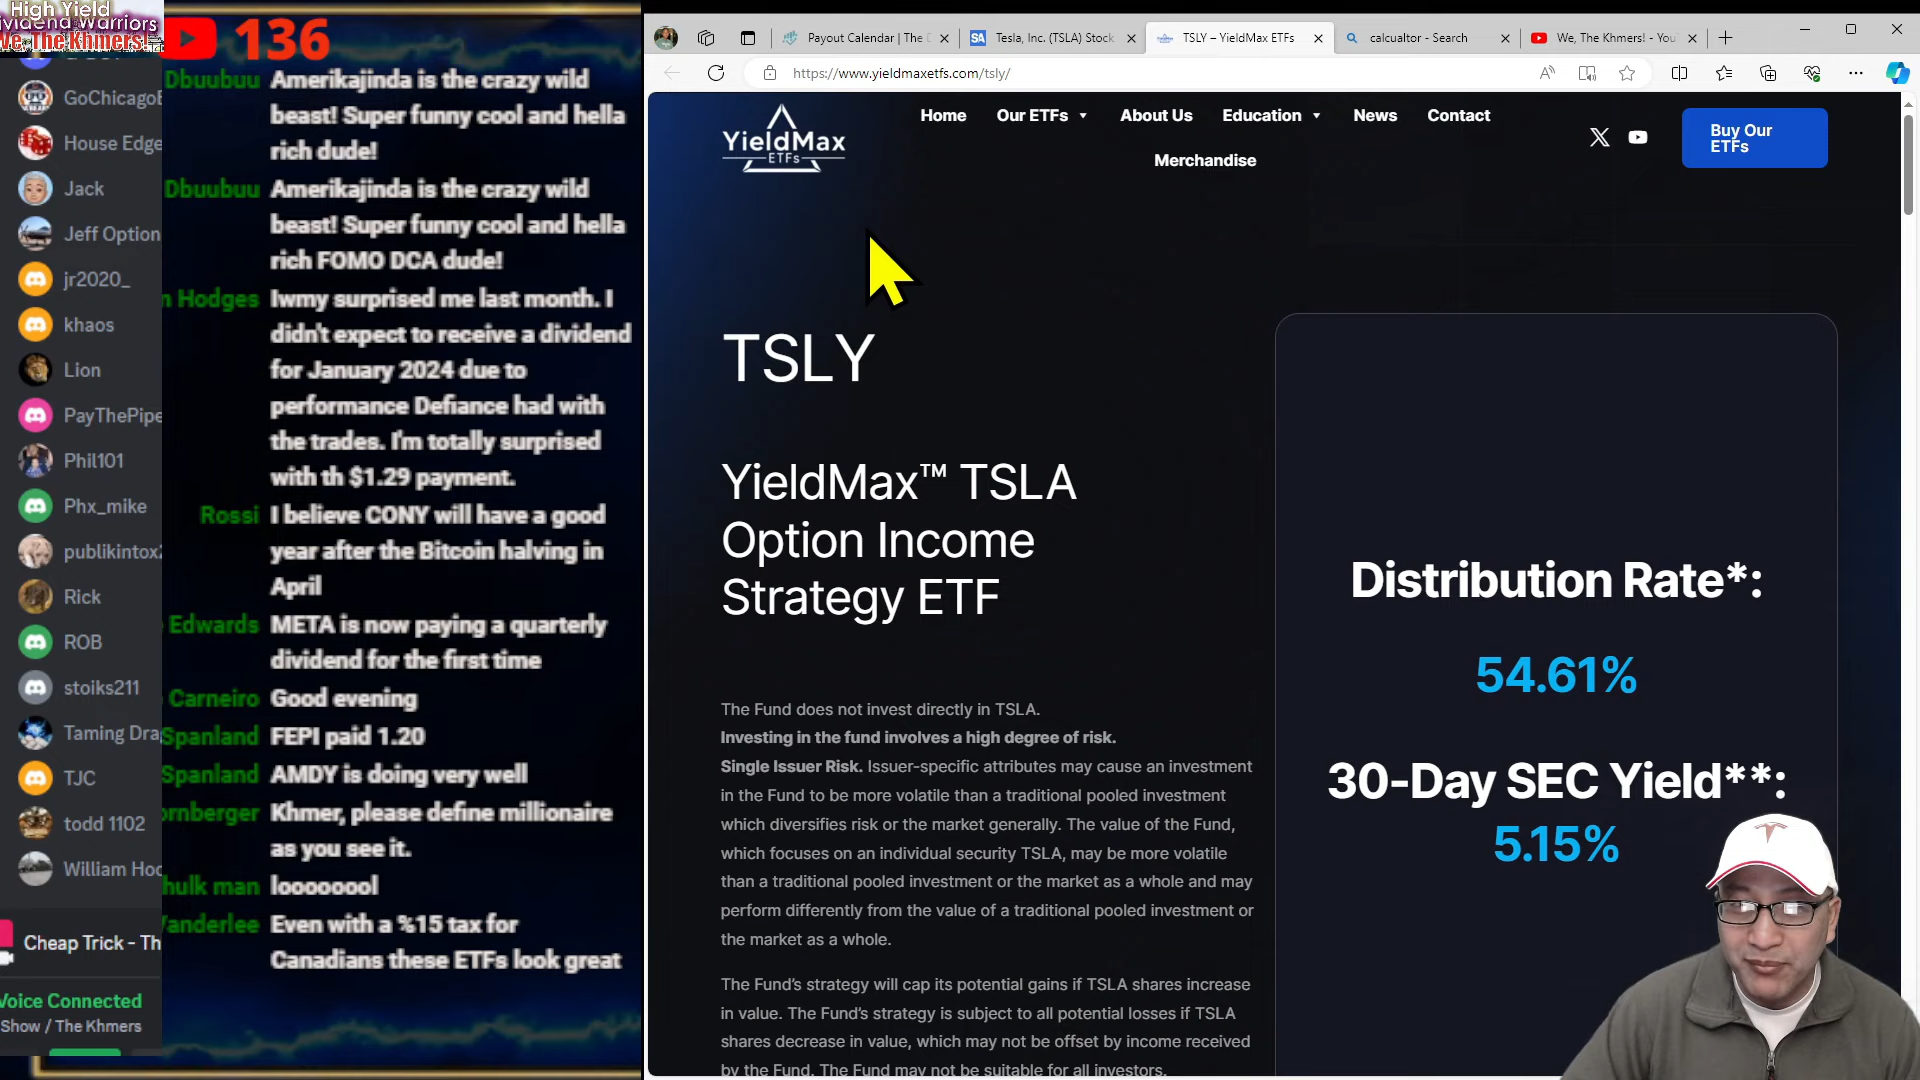 High Yield
Dividend Warriors
We, The Khmers!
136
GoChicagoB
House Edge
Jack
Jeff Option
jr2020_
khaos
Lion
PayThePipe
Phil101
Phx_mike
publikintox
Rick
ROB
stoiks211
Taming Dra
TJC
todd 1102
William Hoo
Cheap Trick - Th
Voice Connected
Show / The Khmers
Dbuubuu Amerikajinda is the crazy wild
beast! Super funny cool and hella
rich dude!
Dbuubuu Amerikajinda is the crazy wild
beast! Super funny cool and hella
rich FOMO DCA dude!
Hodges Iwmy surprised me last month. I
didn't expect to receive a dividend
for January 2024 due to
performance Defiance had with
the trades. I'm totally surprised
with th $1.29 payment.
Rossi I believe CONY will have a good
year after the Bitcoin halving in
April
Edwards META is now paying a quarterly
dividend for the first time
Carneiro Good evening
Spanland FEPI paid 1.20
Spanland AMDY is doing very well
ornberger Khmer, please define millionaire
as you see it.
hulk man looooooool
Vanderlee Even with a %15 tax for
Canadians these ETFs look great
Payout Calendar | The D
SA Tesla, Inc. (TSLA) Stock
TSLY – YieldMax ETFs
calcualtor - Search
We, The Khmers! - You
https://www.yieldmaxetfs.com/tsly/
YieldMax
ETFs
Home Our ETFs About Us Education News Contact
Merchandise
Buy Our
ETFs
TSLY
YieldMax™ TSLA
Option Income
Strategy ETF
The Fund does not invest directly in TSLA.
Investing in the fund involves a high degree of risk.
Single Issuer Risk. Issuer-specific attributes may cause an investment
in the Fund to be more volatile than a traditional pooled investment
which diversifies risk or the market generally. The value of the Fund,
which focuses on an individual security TSLA, may be more volatile
than a traditional pooled investment or the market as a whole and may
perform differently from the value of a traditional pooled investment or
the market as a whole.
The Fund's strategy will cap its potential gains if TSLA shares increase
in value. The Fund's strategy is subject to all potential losses if TSLA
shares decrease in value, which may not be offset by income received
by the Fund. The Fund may not be suitable for all investors.
Distribution Rate*:
54.61%
30-Day SEC Yield**:
5.15%